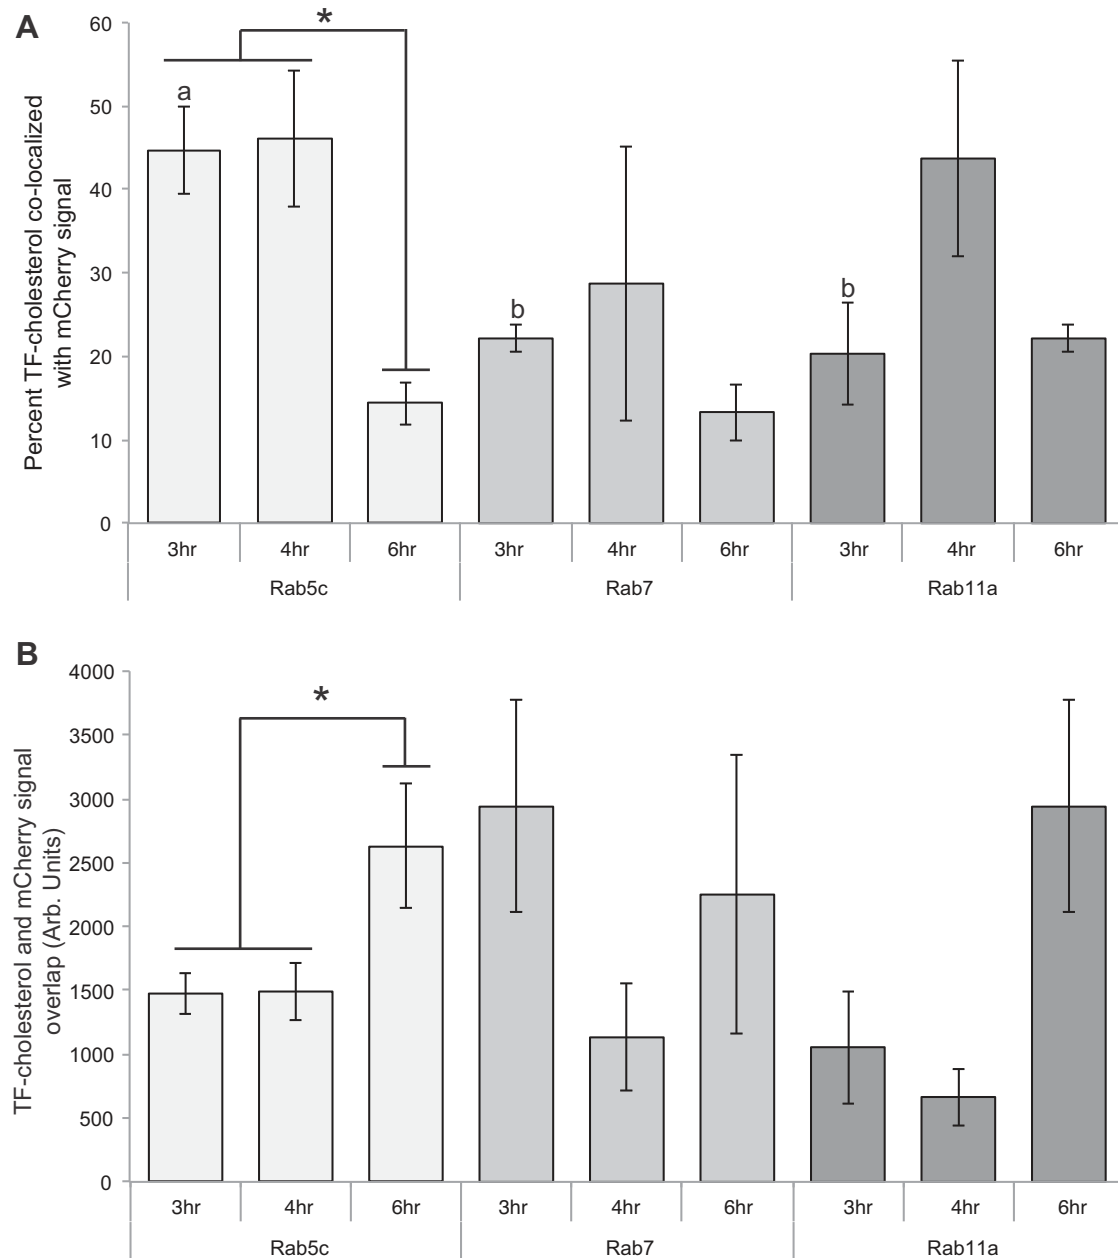 A
*
60
a
50
40
30
b
b
20
10
0
Percent TF-cholesterol co-localized
with mCherry signal
3hr 4hr 6hr 3hr 4hr 6hr 3hr 4hr 6hr
Rab5c Rab7 Rab11a
B
*
4000
3500
3000
2500
2000
1500
1000
500
0
TF-cholesterol and mCherry signal
overlap (Arb. Units)
3hr 4hr 6hr 3hr 4hr 6hr 3hr 4hr 6hr
Rab5c Rab7 Rab11a